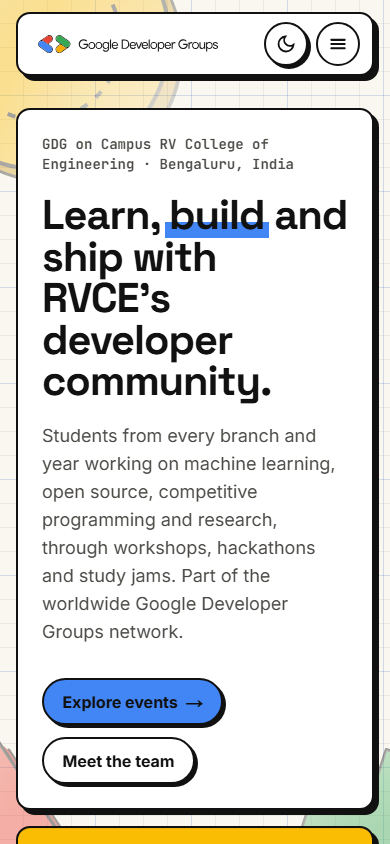 Google Developer Groups
GDG on Campus RV College of
Engineering · Bengaluru, India
Learn, build and
ship with
RVCE’s
developer
community.
Students from every branch and
year working on machine learning,
open source, competitive
programming and research,
through workshops, hackathons
and study jams. Part of the
worldwide Google Developer
Groups network.
Explore events →
Meet the team